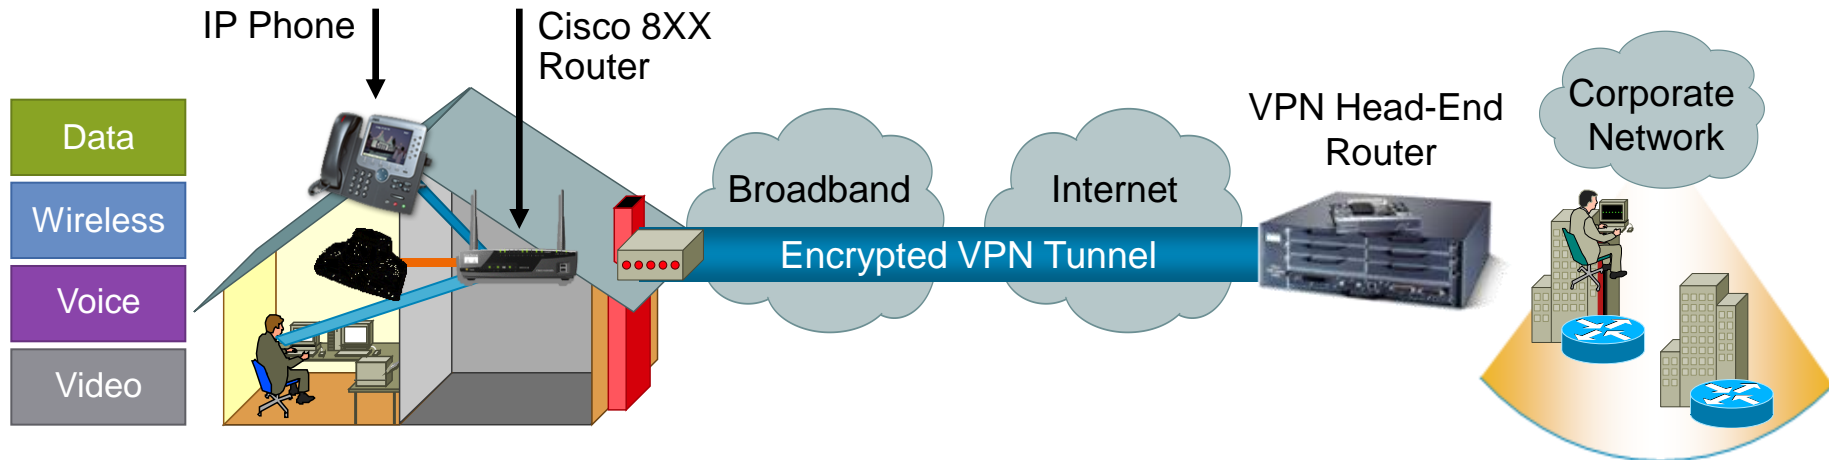 IP Phone
Cisco 8XX
Router
Data
Wireless
Voice
Video
Broadband
Internet
Encrypted VPN Tunnel
VPN Head-End
Router
Corporate
Network